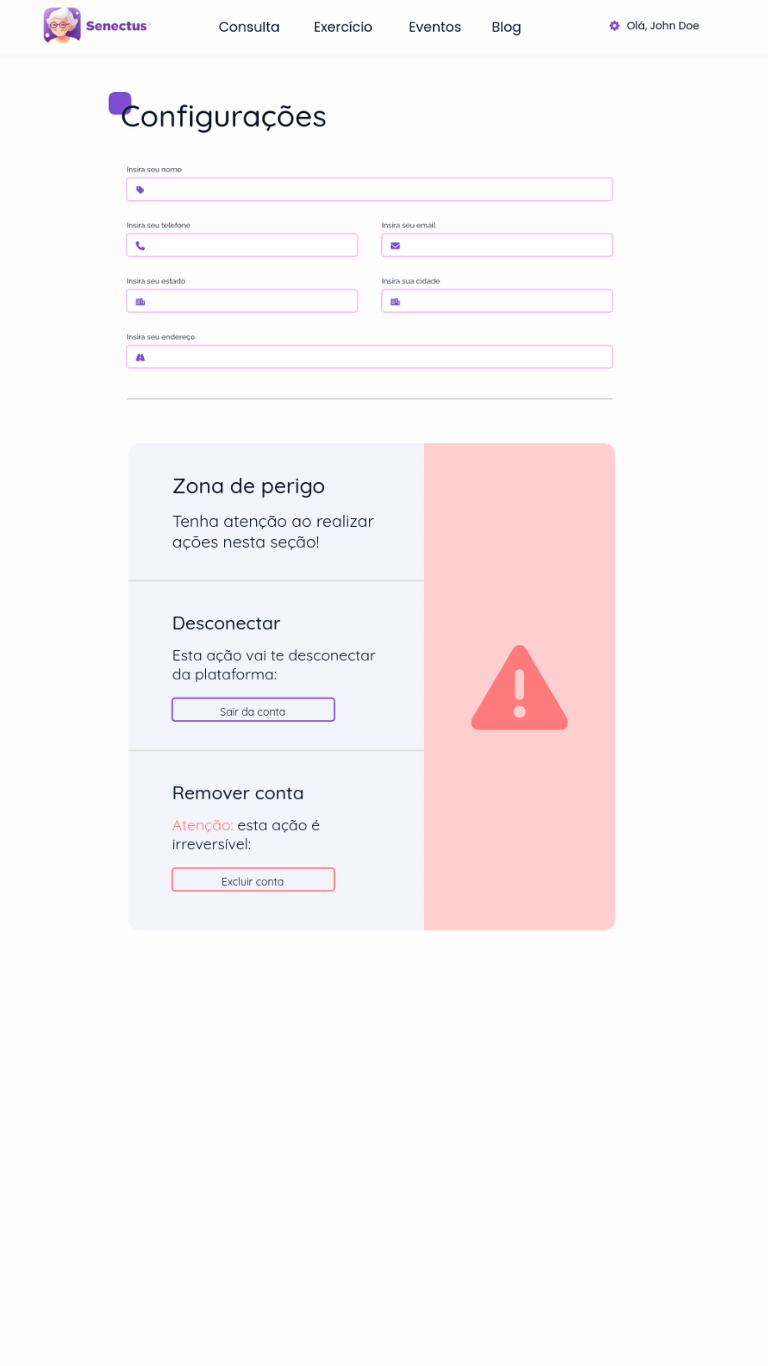 Senectus
Consulta Exercício Eventos Blog
Olá, John Doe
Configurações
Insira seu nome
Insira seu telefone Insira seu email
Insira seu estado Insira sua cidade
Insira seu endereço
Zona de perigo
Tenha atenção ao realizar
ações nesta seção!
Desconectar
Esta ação vai te desconectar
da plataforma:
Sair da conta
Remover conta
Atenção: esta ação é
irreversível:
Excluir conta